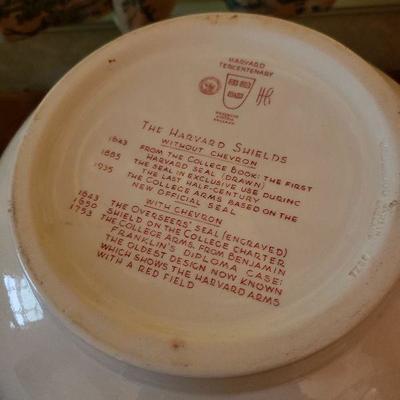 HARVARD
TERCENTENARY
THE HARVARD SHIELDS
WITHOUT CHEVRON
1643 FROM THE COLLEGE BOOK: THE FIRST
HARVARD SEAL (DRAWN)
1885 THE SEAL IN EXCLUSIVE USE DURING
THE LAST HALF-CENTURY
1935 THE COLLEGE ARMS BASED ON THE
NEW OFFICIAL SEAL
WITH CHEVRON
1643 THE OVERSEERS' SEAL (ENGRAVED)
1650 SHIELD ON THE COLLEGE CHARTER
1753 THE COLLEGE ARMS, FROM BENJAMIN
FRANKLIN'S DIPLOMA CASE:
THE OLDEST DESIGN NOW KNOWN
WHICH SHOWS THE HARVARD ARMS
WITH A RED FIELD